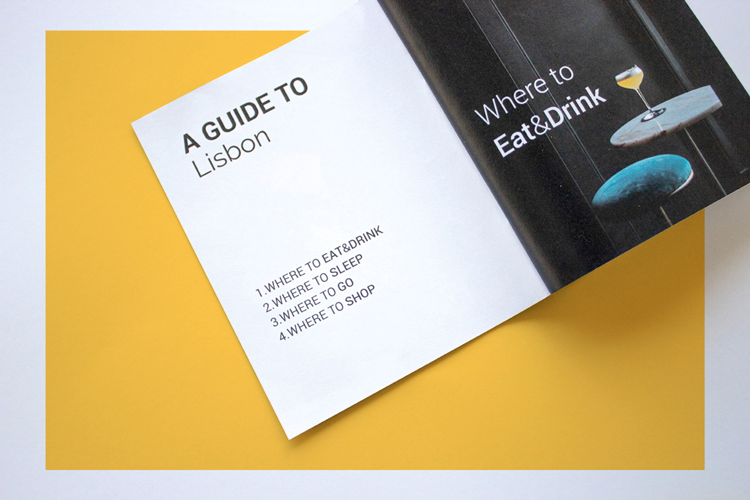 A GUIDE TO
Lisbon
1.WHERE TO EAT&DRINK
2.WHERE TO SLEEP
3.WHERE TO GO
4.WHERE TO SHOP
Where to
Eat&Drink